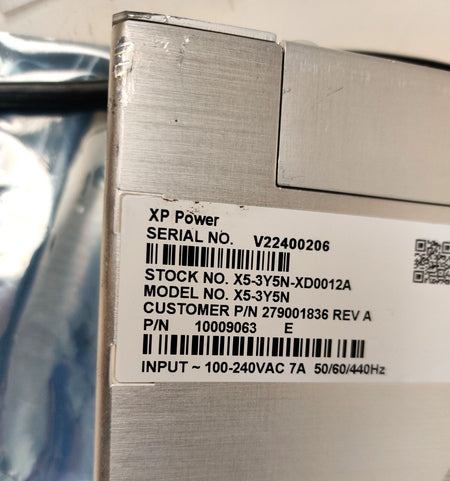 XP Power
SERIAL NO. V22400206
STOCK NO. X5-3Y5N-XD0012A
MODEL NO. X5-3Y5N
CUSTOMER P/N 279001836 REV A
P/N 10009063 E
INPUT ~ 100-240VAC 7A 50/60/440Hz